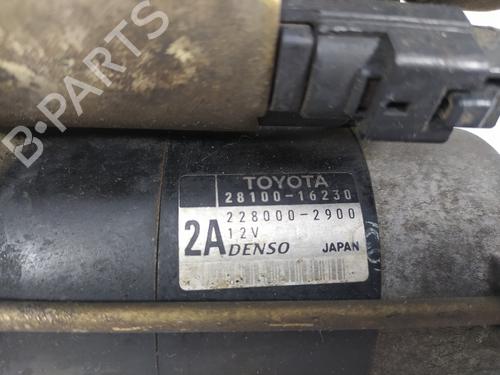 B-PARTS
TOYOTA
28100-16230
228000-2900
12V
2A DENSO JAPAN